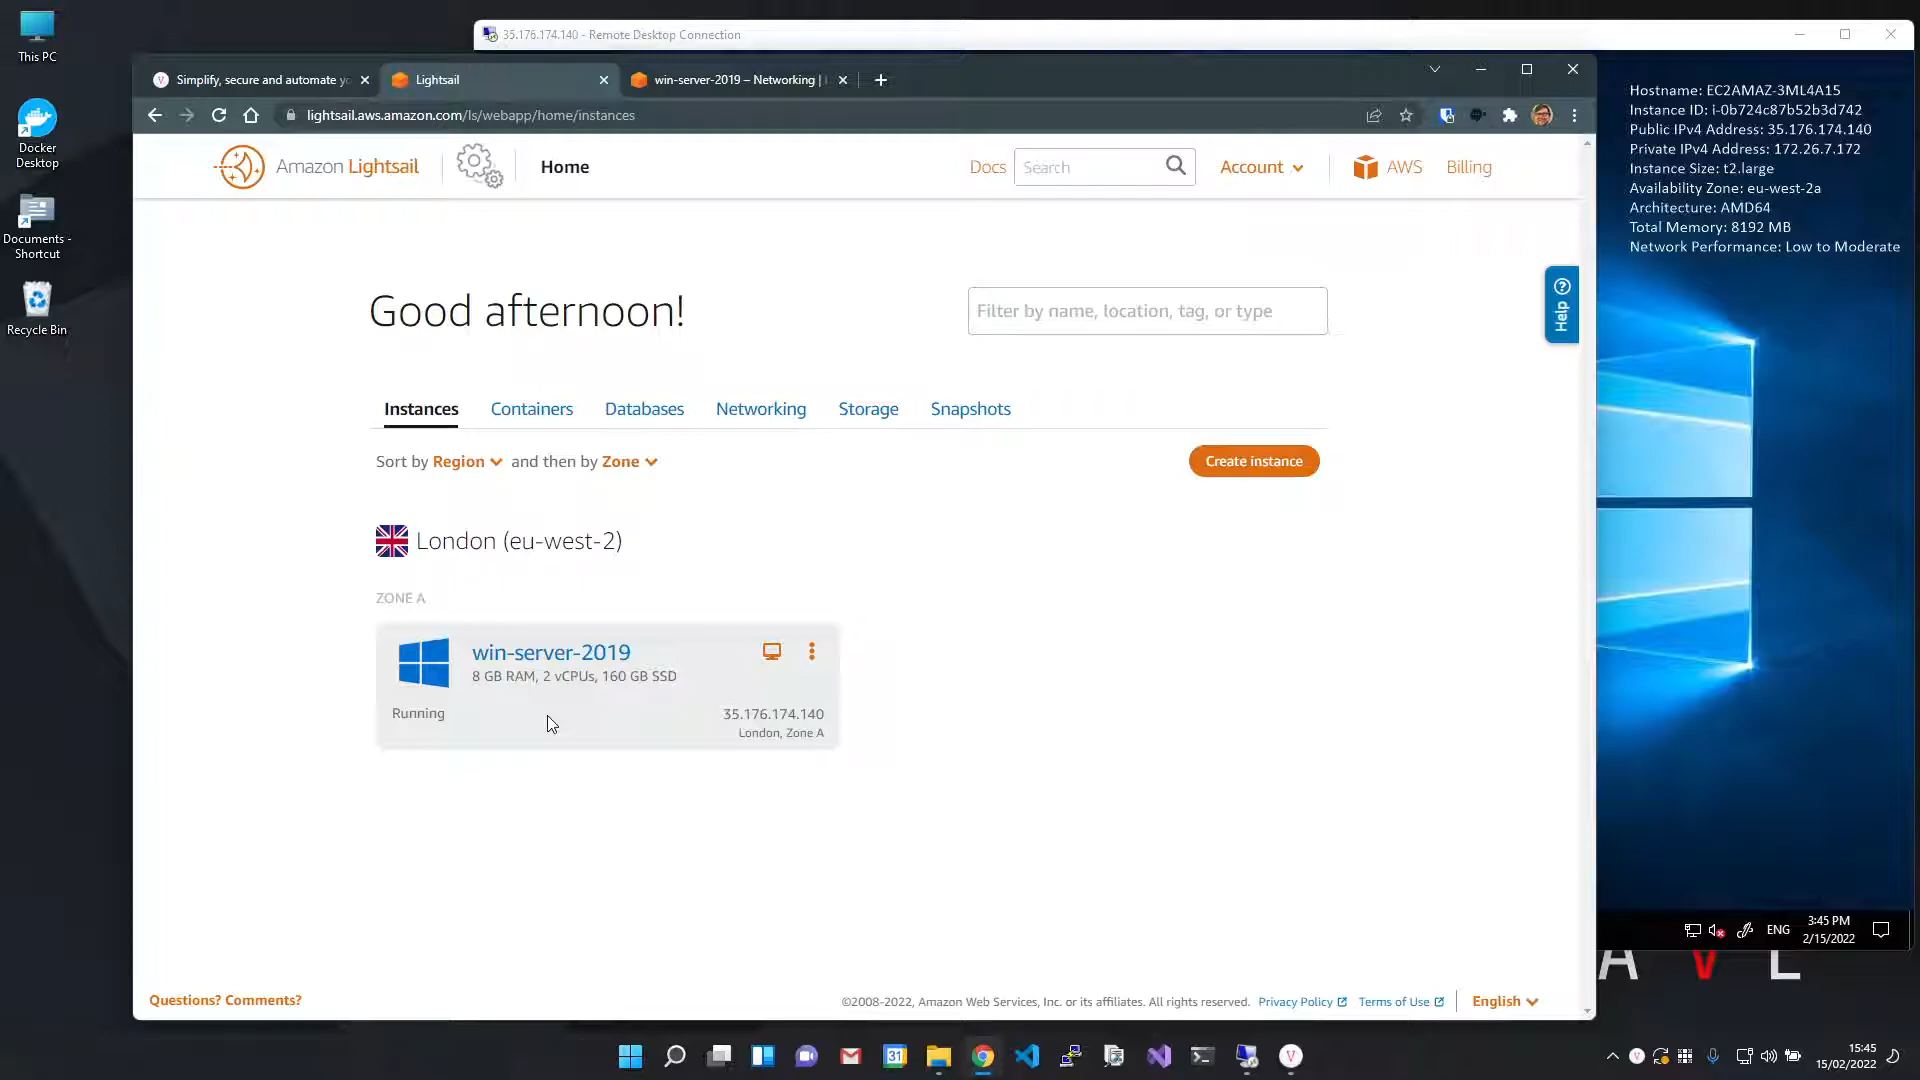 This PC
Docker
Desktop
Documents -
Shortcut
Recycle Bin
35.176.174.140 - Remote Desktop Connection
Simplify, secure and automate yo
Lightsail
win-server-2019 – Networking |
lightsail.aws.amazon.com/ls/webapp/home/instances
Amazon Lightsail
Home
Docs
Search
Account
AWS
Billing
Hostname: EC2AMAZ-3ML4A15
Instance ID: i-0b724c87b52b3d742
Public IPv4 Address: 35.176.174.140
Private IPv4 Address: 172.26.7.172
Instance Size: t2.large
Availability Zone: eu-west-2a
Architecture: AMD64
Total Memory: 8192 MB
Network Performance: Low to Moderate
Help
Good afternoon!
Filter by name, location, tag, or type
Instances
Containers
Databases
Networking
Storage
Snapshots
Sort by Region and then by Zone
Create instance
London (eu-west-2)
ZONE A
win-server-2019
8 GB RAM, 2 vCPUs, 160 GB SSD
Running
35.176.174.140
London, Zone A
Questions? Comments?
©2008-2022, Amazon Web Services, Inc. or its affiliates. All rights reserved.
Privacy Policy
Terms of Use
English
ENG
3:45 PM
2/15/2022
31
15:45
15/02/2022